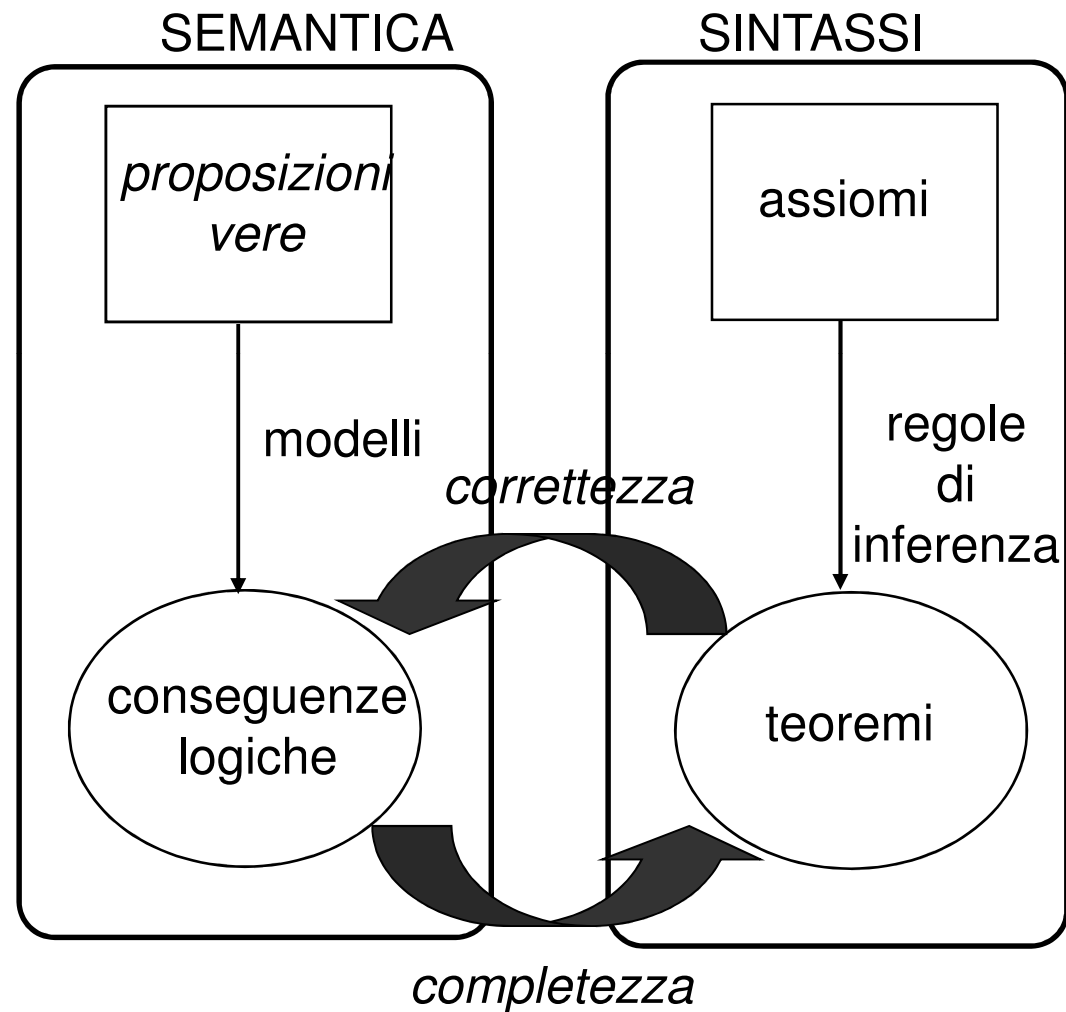 SEMANTICA
SINTASSI
proposizioni
vere
assiomi
modelli
regole
di
inferenza
correttezza
conseguenze
logiche
teoremi
completezza